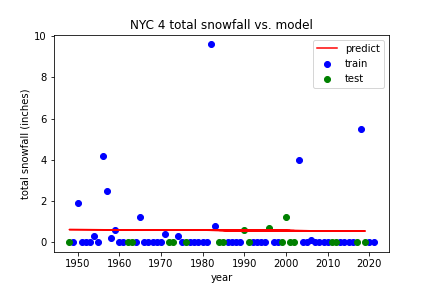 NYC 4 total snowfall vs. model
10
8
6
4
2
0
total snowfall (inches)
predict
train
test
1950 1960 1970 1980 1990 2000 2010 2020
year